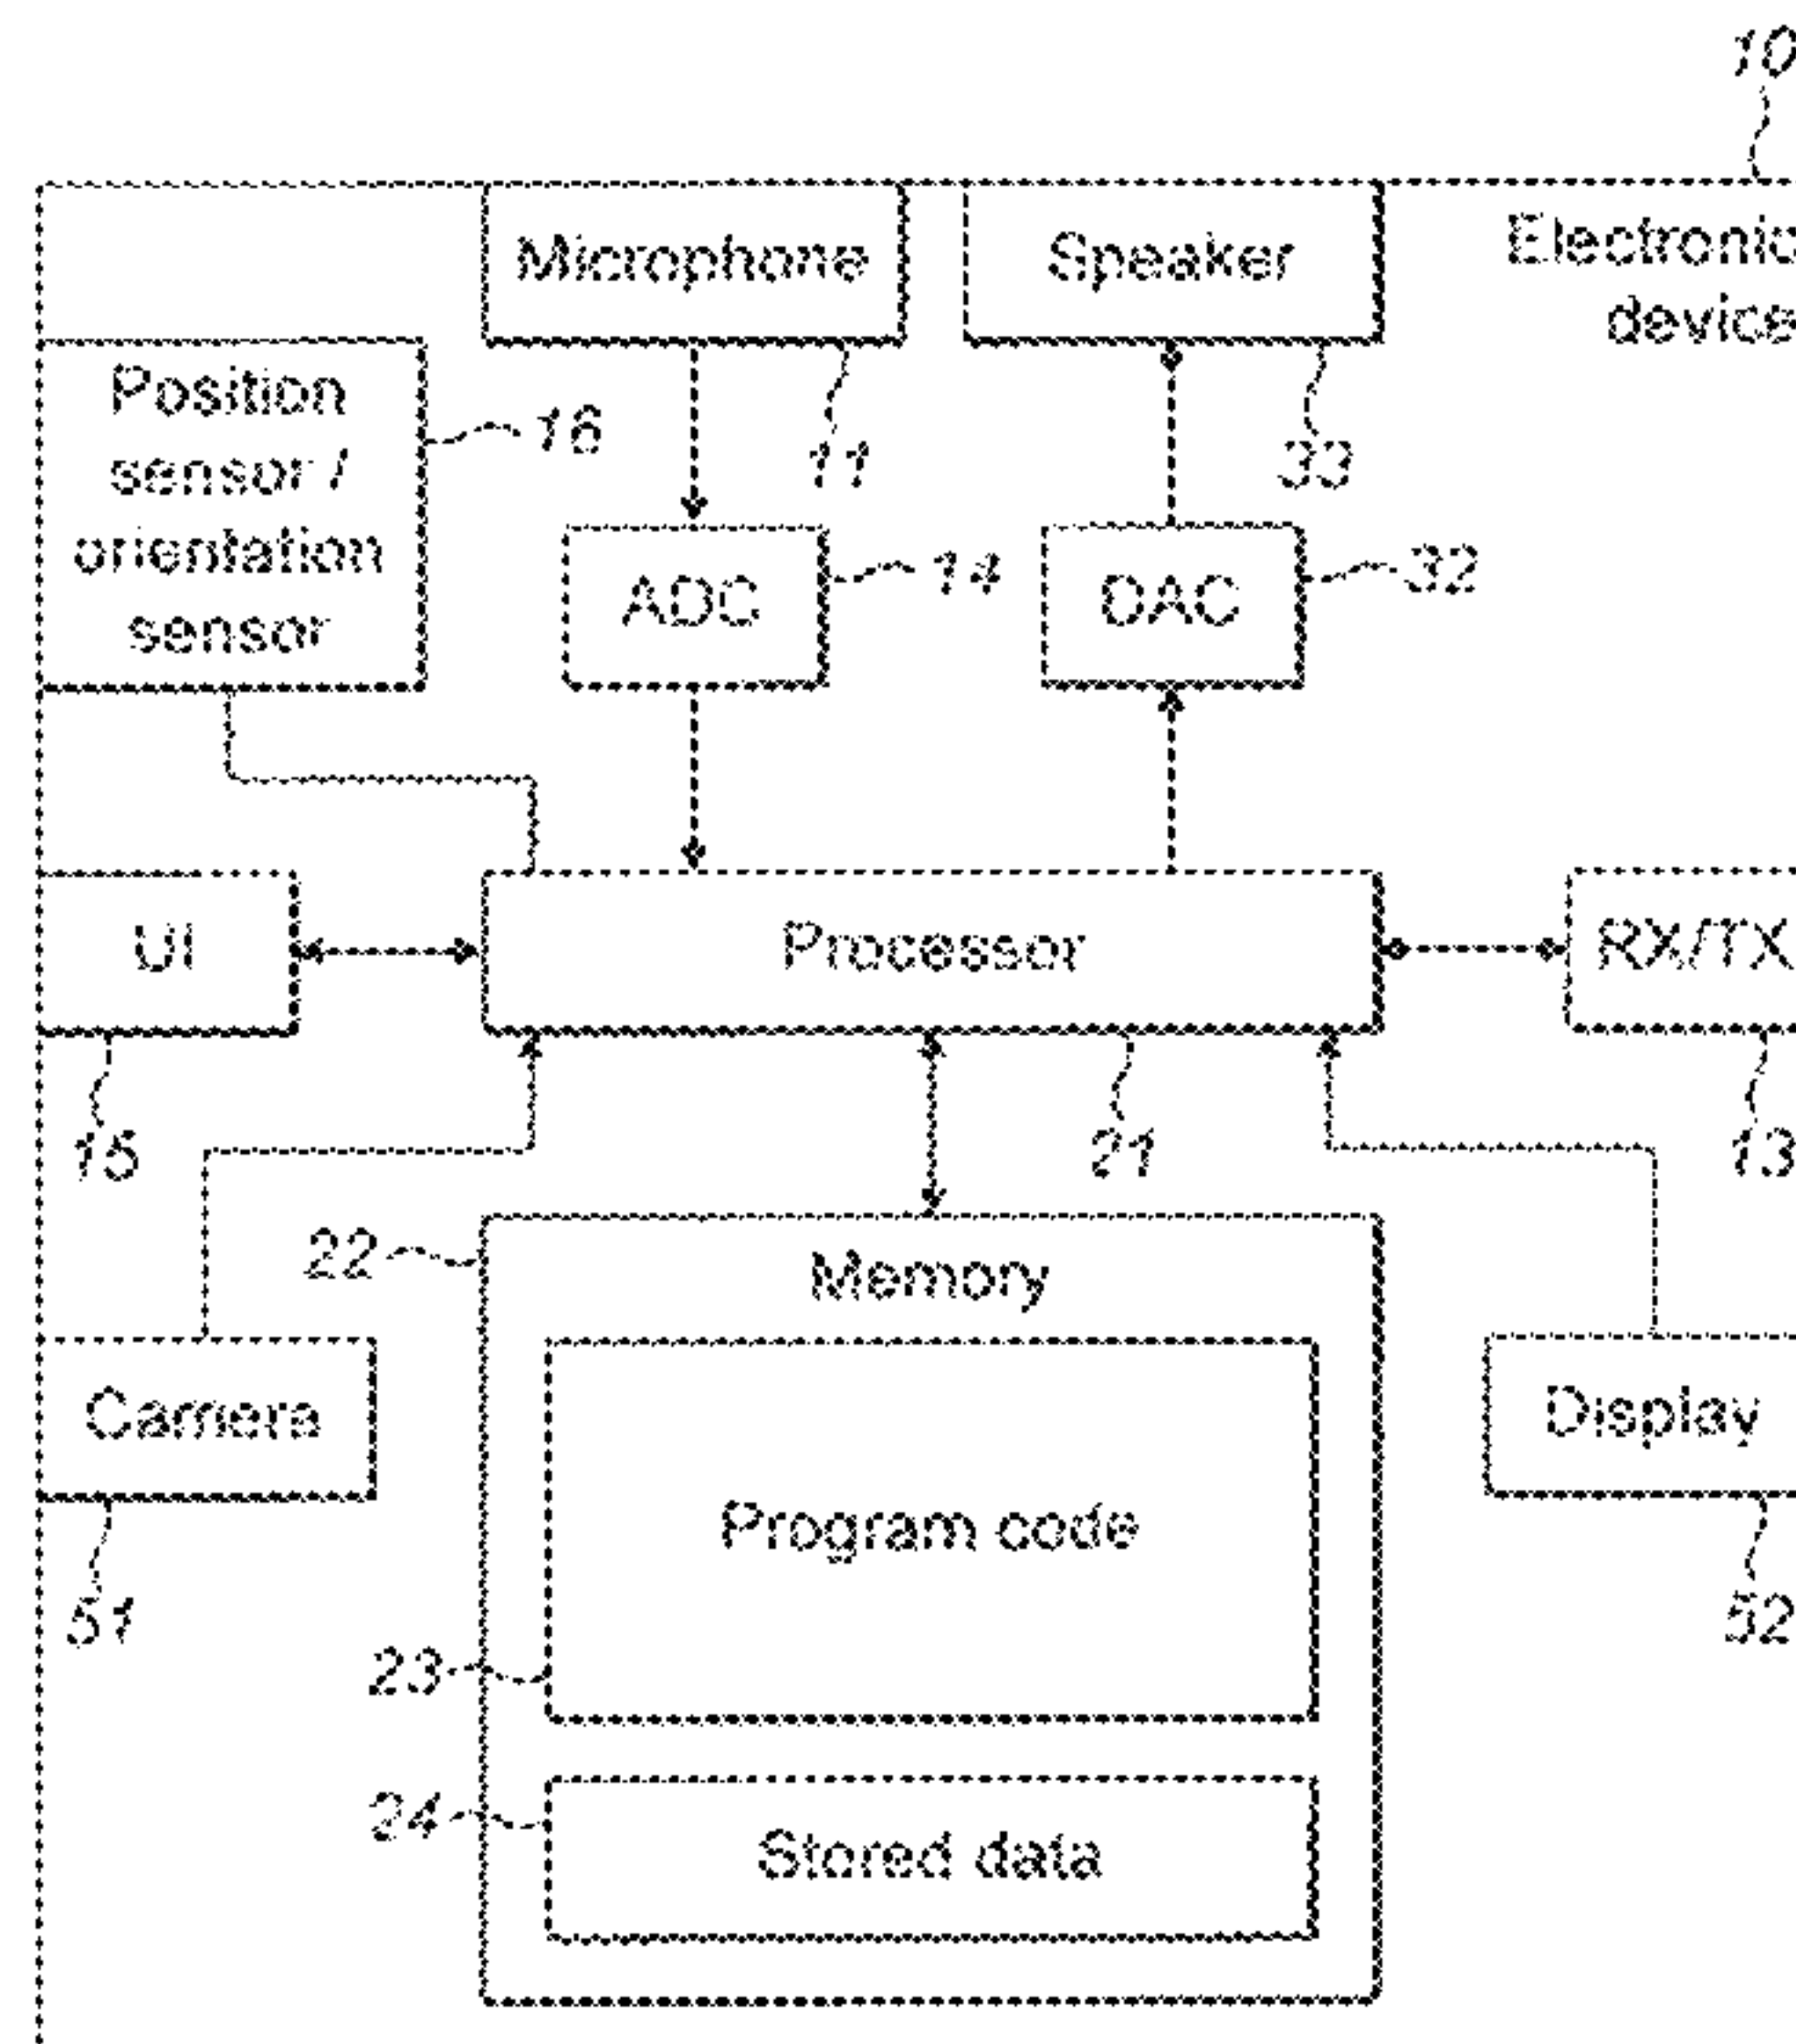 10
Microphone
Speaker
Electronic
device
Position
sensor /
orientation
sensor
16
11
33
ADC
14
DAC
32
UI
Processor
RX/TX
15
21
13
22
Memory
Camera
Display
Program code
51
52
23
24
Stored data